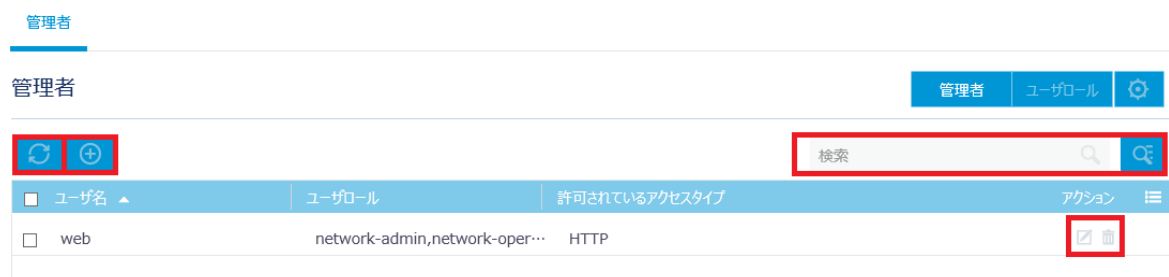 管理者
管理者
管理者 ユーザロール
検索
ユーザ名 ユーザロール 許可されているアクセスタイプ アクション
web network-admin,network-oper… HTTP